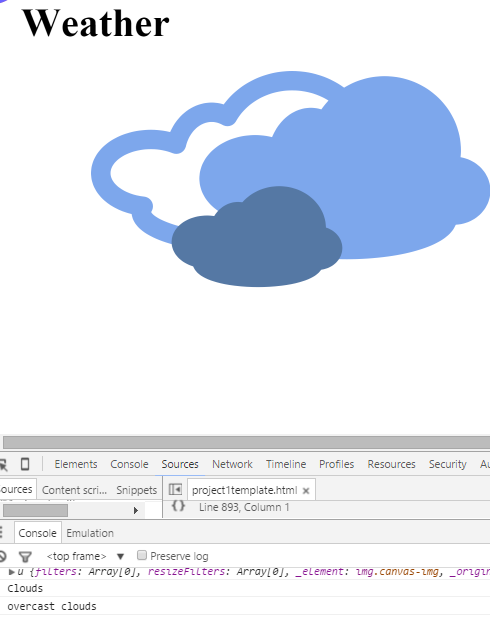 Weather
Elements Console Sources Network Timeline Profiles Resources Security Au
ources Content scri... Snippets project1template.html ×
{} Line 893, Column 1
Console Emulation
<top frame> ▼ Preserve log
▶ u {filters: Array[0], resizeFilters: Array[0], _element: img.canvas-img, _origin
Clouds
overcast clouds